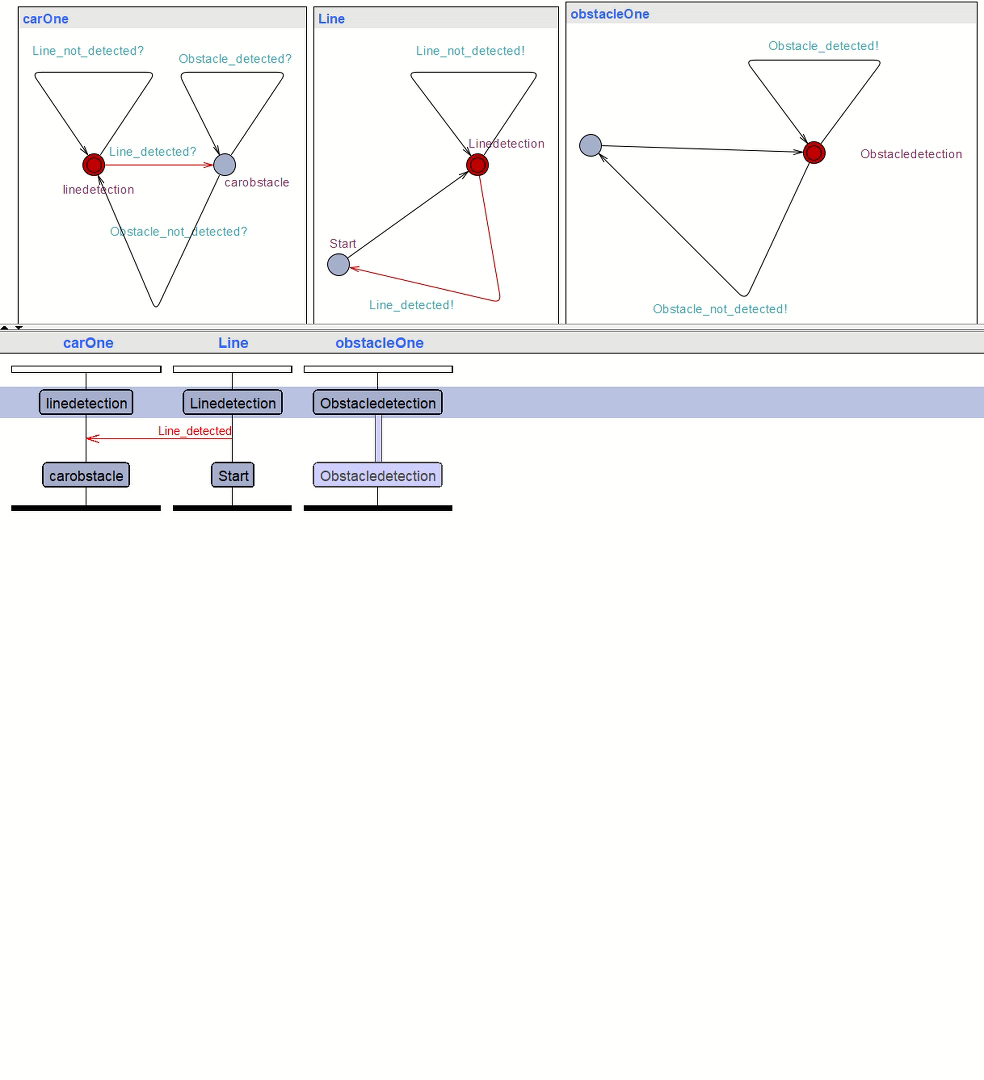 carOne
Line_not_detected?
Obstacle_detected?
Line_detected?
linedetection
carobstacle
Obstacle_not_detected?
Line
Line_not_detected!
Linedetection
Start
Line_detected!
obstacleOne
Obstacle_detected!
Obstacledetection
Obstacle_not_detected!
carOne Line obstacleOne
linedetection Linedetection Obstacledetection
Line_detected
carobstacle Start Obstacledetection